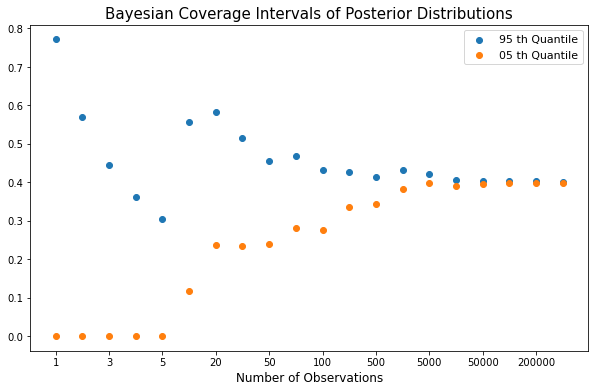 Bayesian Coverage Intervals of Posterior Distributions
95 th Quantile
05 th Quantile
0.8
0.7
0.6
0.5
0.4
0.3
0.2
0.1
0.0
1 3 5 20 50 100 500 5000 50000 200000
Number of Observations